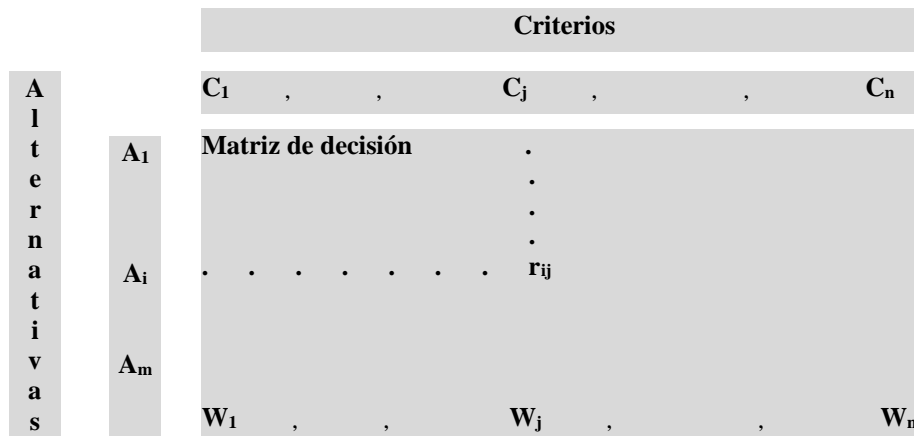 Criterios
Alternativas
C₁ , , Cⱼ , , Cₙ
A₁ Matriz de decisión .
.
.
.
Aᵢ . . . . . . . rᵢⱼ
Aₘ
W₁ , , Wⱼ , , Wₙ